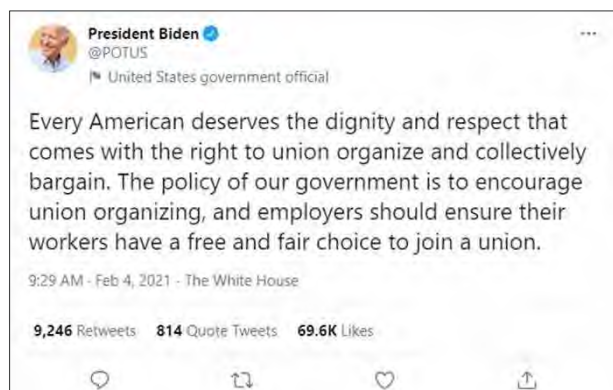 President Biden
@POTUS
United States government official
Every American deserves the dignity and respect that
comes with the right to union organize and collectively
bargain. The policy of our government is to encourage
union organizing, and employers should ensure their
workers have a free and fair choice to join a union.
9:29 AM · Feb 4, 2021 · The White House
9,246 Retweets 814 Quote Tweets 69.6K Likes